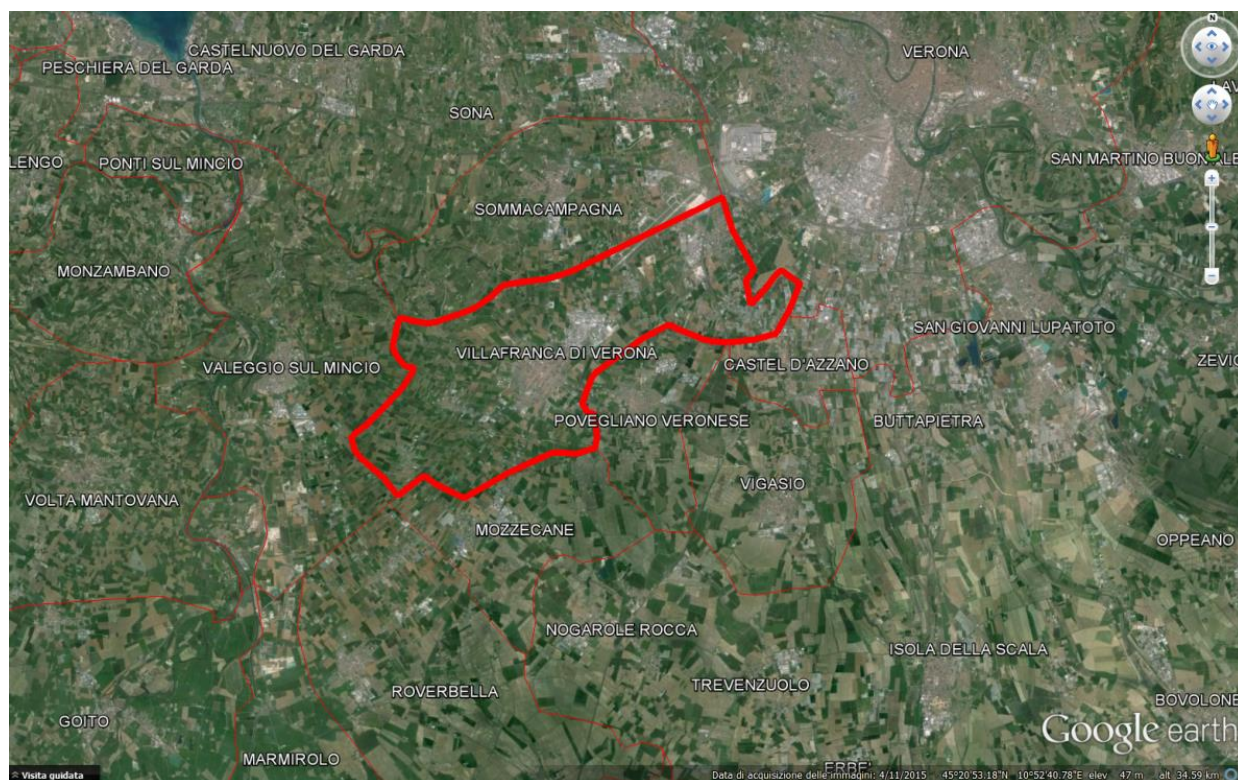 N
CASTELNUOVO DEL GARDA
VERONA
PESCHIERA DEL GARDA
LAV
SONA
LENGO
PONTI SUL MINCIO
SAN MARTINO BUON ALBE
SOMMACAMPAGNA
MONZAMBANO
SAN GIOVANNI LUPATOTO
VILLAFRANCA DI VERONA
VALEGGIO SUL MINCIO
CASTEL D'AZZANO
ZEVIO
POVEGLIANO VERONESE
BUTTAPIETRA
VOLTA MANTOVANA
VIGASIO
MOZZECANE
OPPEANO
NOGAROLE ROCCA
ISOLA DELLA SCALA
ROVERBELLA
TREVENZUOLO
BOVOLONE
GOITO
Google earth
MARMIROLO
ERBE'
Visita guidata
Data di acquisizione delle immagini: 4/11/2015 45°20'53.18"N 10°52'40.78"E elev 47 m alt 34.59 km